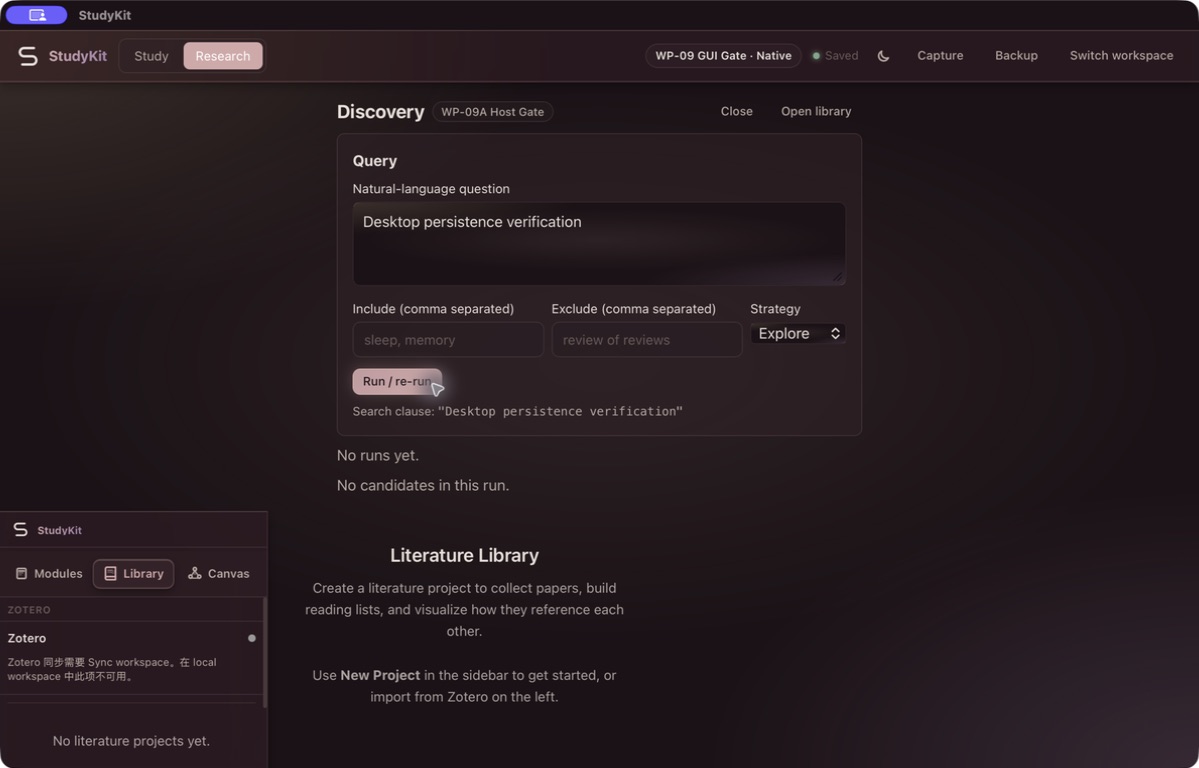 StudyKit
StudyKit
Study
Research
WP-09 GUI Gate · Native
Saved
Capture
Backup
Switch workspace
Discovery
WP-09A Host Gate
Close
Open library
Query
Natural-language question
Desktop persistence verification
Include (comma separated)
Exclude (comma separated)
Strategy
sleep, memory
review of reviews
Explore
Run / re-run
Search clause: "Desktop persistence verification"
No runs yet.
No candidates in this run.
StudyKit
Modules
Library
Canvas
ZOTERO
Zotero
Zotero 同步需要 Sync workspace。在 local
workspace 中此项不可用。
No literature projects yet.
Literature Library
Create a literature project to collect papers, build
reading lists, and visualize how they reference each
other.
Use New Project in the sidebar to get started, or
import from Zotero on the left.